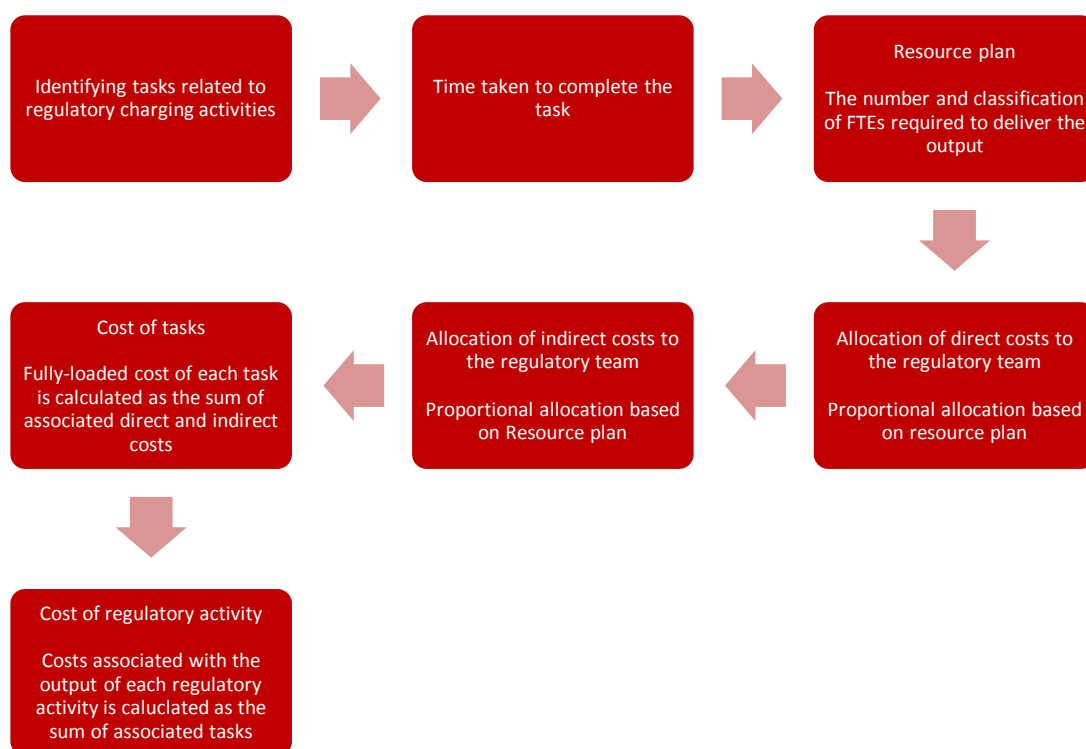 Identifying tasks related to
regulatory charging activities
Time taken to complete the
task
Resource plan
The number and classification
of FTEs required to deliver the
output
Allocation of direct costs to
the regulatory team
Proportional allocation based
on resource plan
Allocation of indirect costs to
the regulatory team
Proportional allocation based
on Resource plan
Cost of tasks
Fully-loaded cost of each task
is calculated as the sum of
associated direct and indirect
costs
Cost of regulatory activity
Costs associated with the
output of each regulatory
activity is caluclated as the
sum of associated tasks